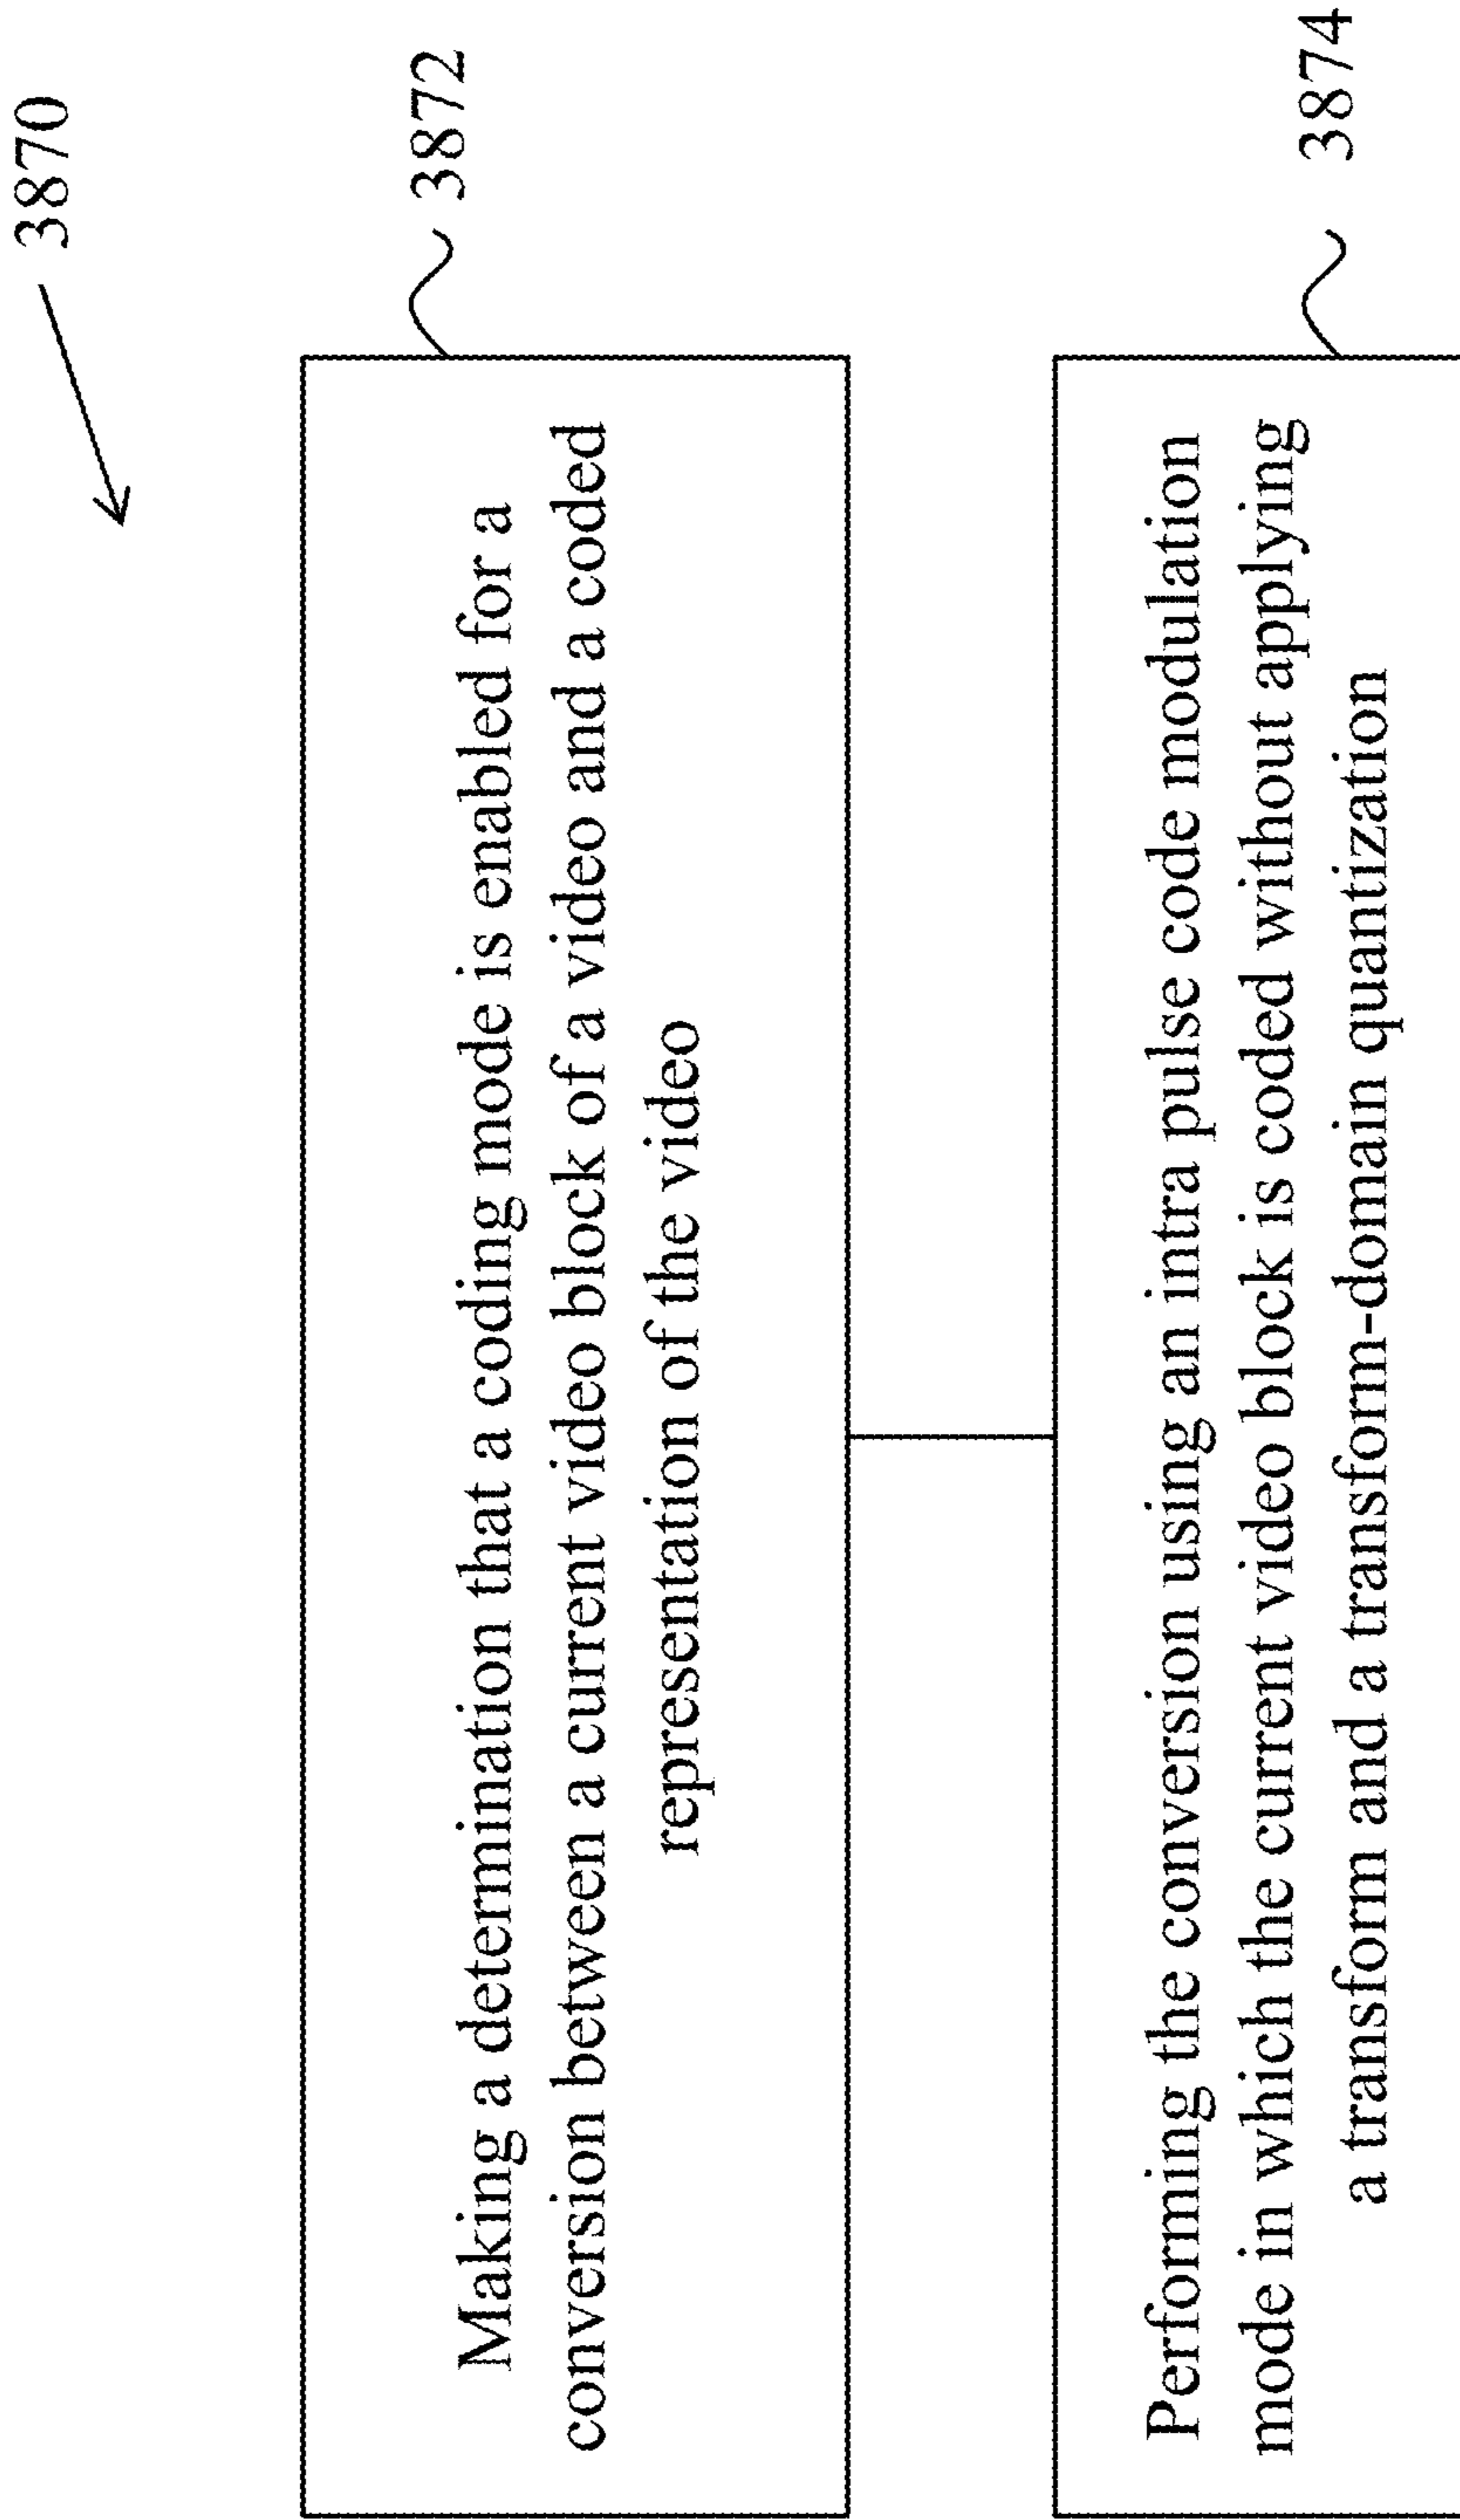 3870
3872
Making a determination that a coding mode is enabled for a
conversion between a current video block of a video and a coded
representation of the video
3874
Performing the conversion using an intra pulse code modulation
mode in which the current video block is coded without applying
a transform and a transform-domain quantization